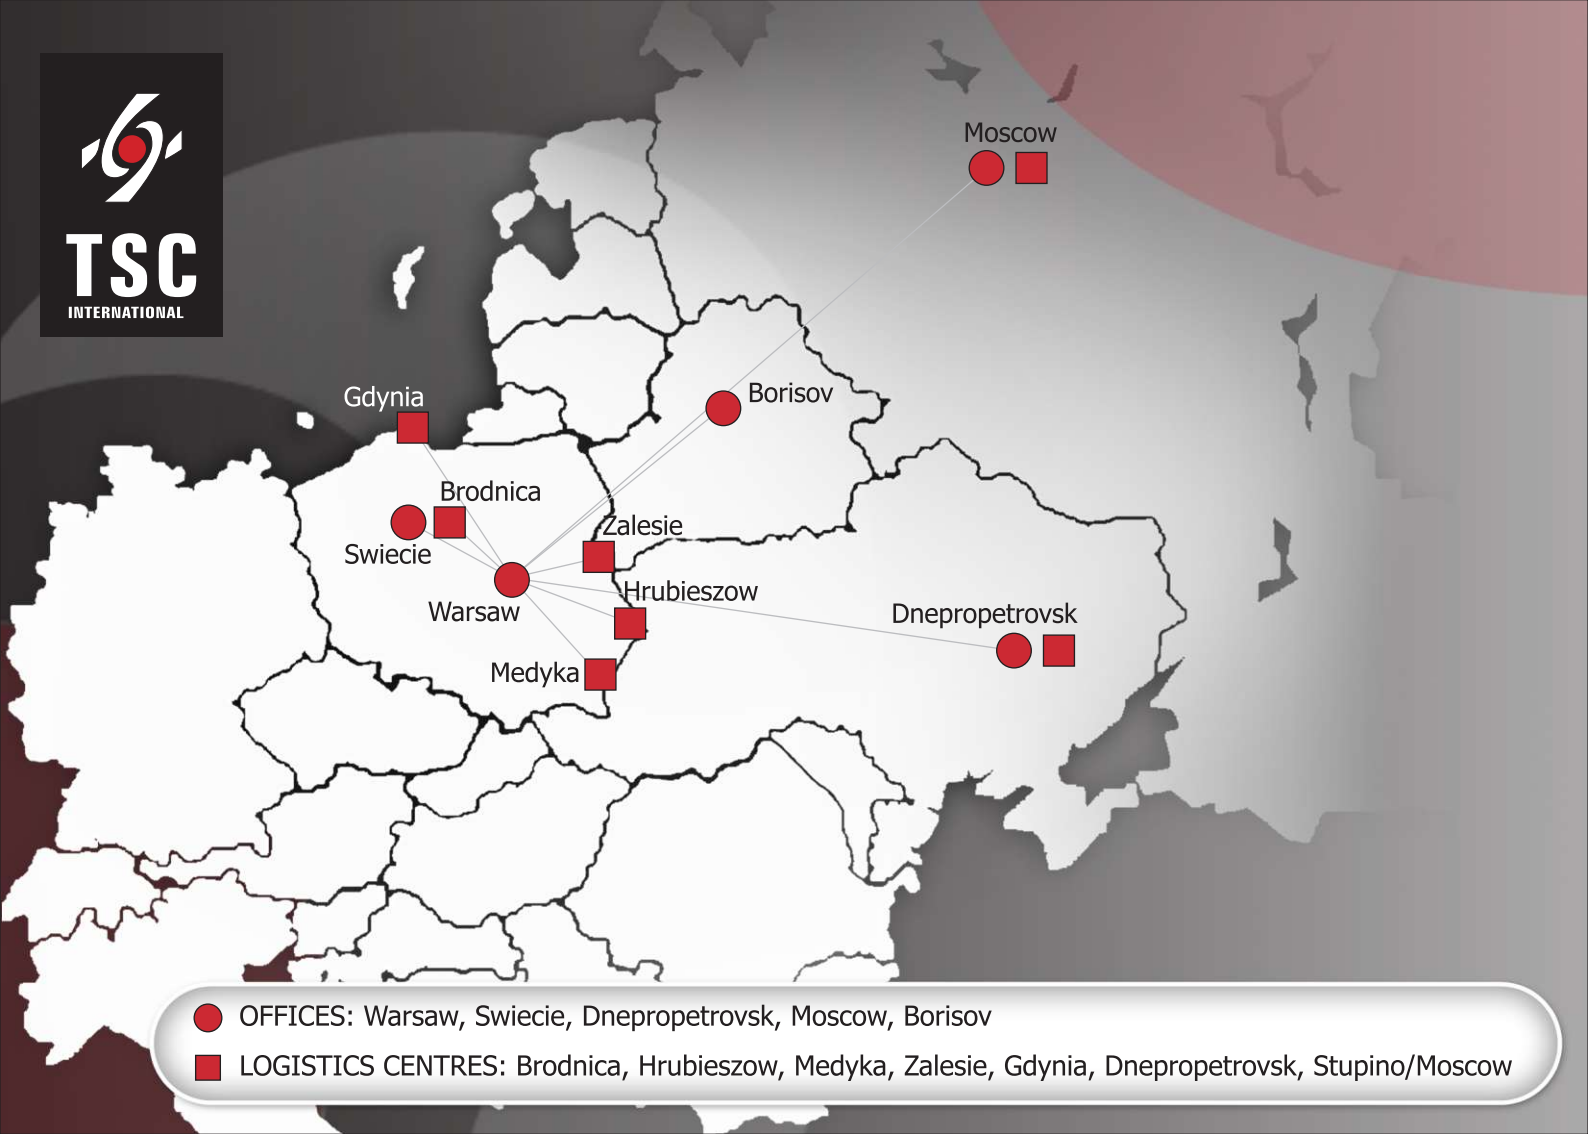 TSC
INTERNATIONAL
Moscow
Borisov
Gdynia
Brodnica
Swiecie
Zalesie
Warsaw
Hrubieszow
Medyka
Dnepropetrovsk
OFFICES: Warsaw, Swiecie, Dnepropetrovsk, Moscow, Borisov
LOGISTICS CENTRES: Brodnica, Hrubieszow, Medyka, Zalesie, Gdynia, Dnepropetrovsk, Stupino/Moscow